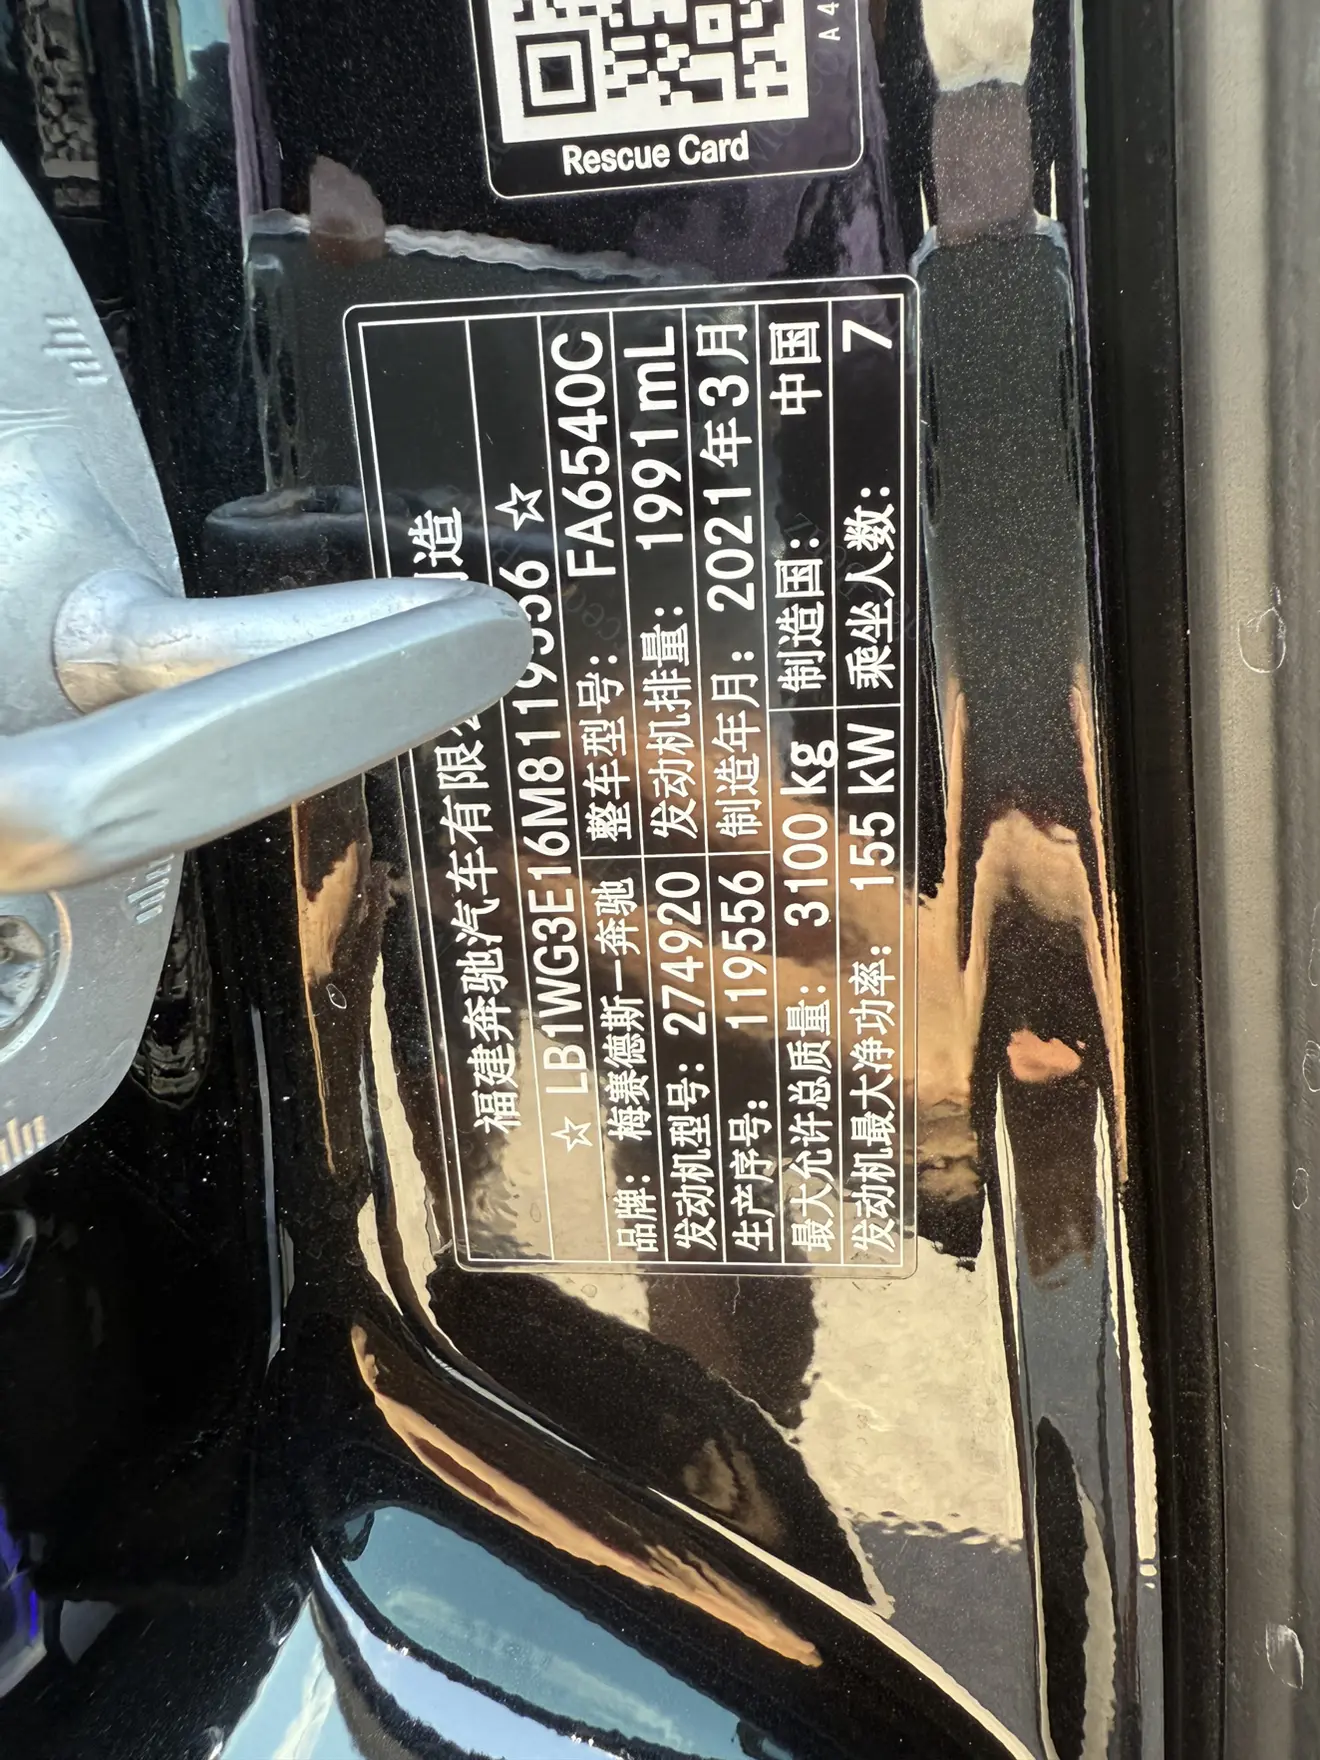 Rescue Card
A 4
福建奔驰汽车有限 造
☆ LB1WG3E16M8119556 ☆
品牌: 梅赛德斯—奔驰 整车型号: FA6540C
发动机型号: 274920 发动机排量: 1991mL
生产序号: 119556 制造年月: 2021年3月
最大允许总质量: 3100 kg 制造国: 中国
发动机最大净功率: 155 kW 乘坐人数: 7